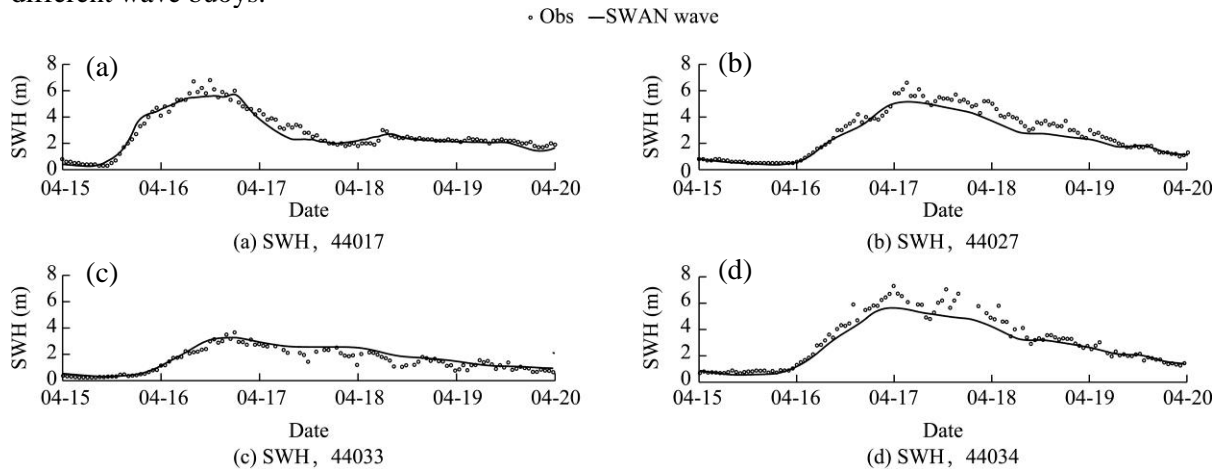 different wave buoys.
∘ Obs —SWAN wave
(a)
SWH (m)
8
6
4
2
0
04-15 04-16 04-17 04-18 04-19 04-20
Date
(a) SWH, 44017
(b)
SWH (m)
8
6
4
2
0
04-15 04-16 04-17 04-18 04-19 04-20
Date
(b) SWH, 44027
(c)
SWH (m)
8
6
4
2
0
04-15 04-16 04-17 04-18 04-19 04-20
Date
(c) SWH, 44033
(d)
SWH (m)
8
6
4
2
0
04-15 04-16 04-17 04-18 04-19 04-20
Date
(d) SWH, 44034